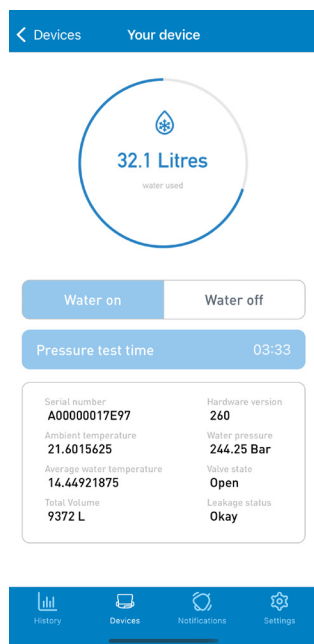 Devices
Your device
32.1 Litres
water used
Water on
Water off
Pressure test time
03:33
Serial number
A00000017E97
Hardware version
260
Ambient temperature
21.6015625
Water pressure
244.25 Bar
Average water temperature
14.44921875
Valve state
Open
Total Volume
9372 L
Leakage status
Okay
History
Devices
Notifications
Settings